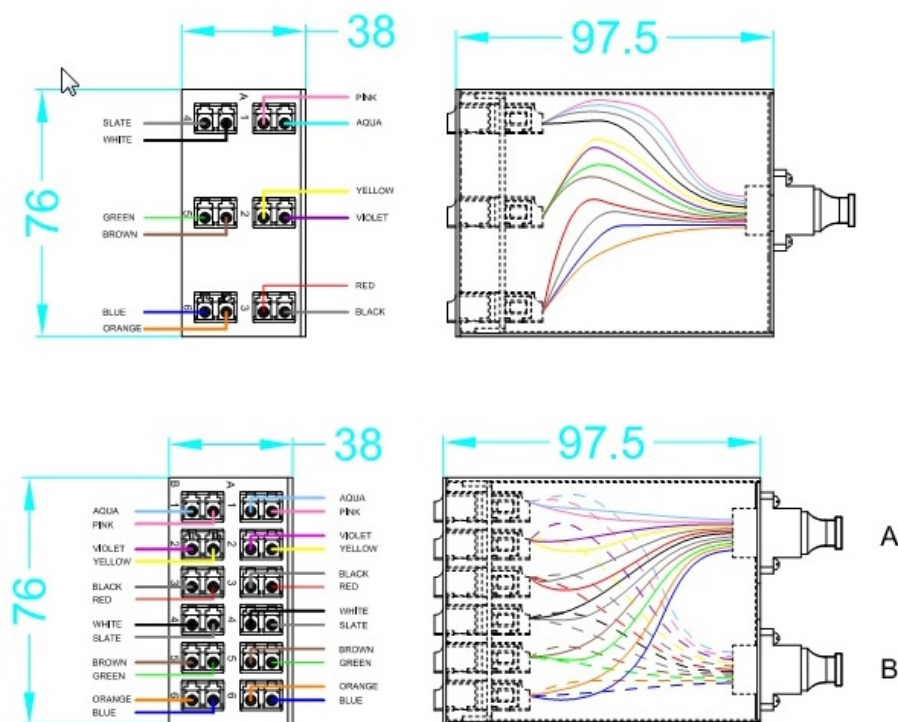 38
97.5
76
A
PINK
4
1
SLATE
AQUA
WHITE
YELLOW
5
2
GREEN
VIOLET
BROWN
RED
6
3
BLUE
BLACK
ORANGE
38
97.5
76
B
A
AQUA
1
1
AQUA
PINK
PINK
VIOLET
VIOLET
2
2
YELLOW
YELLOW
BLACK
BLACK
3
3
RED
RED
WHITE
WHITE
4
4
SLATE
SLATE
BROWN
BROWN
5
5
GREEN
GREEN
ORANGE
ORANGE
6
6
BLUE
BLUE
A
B